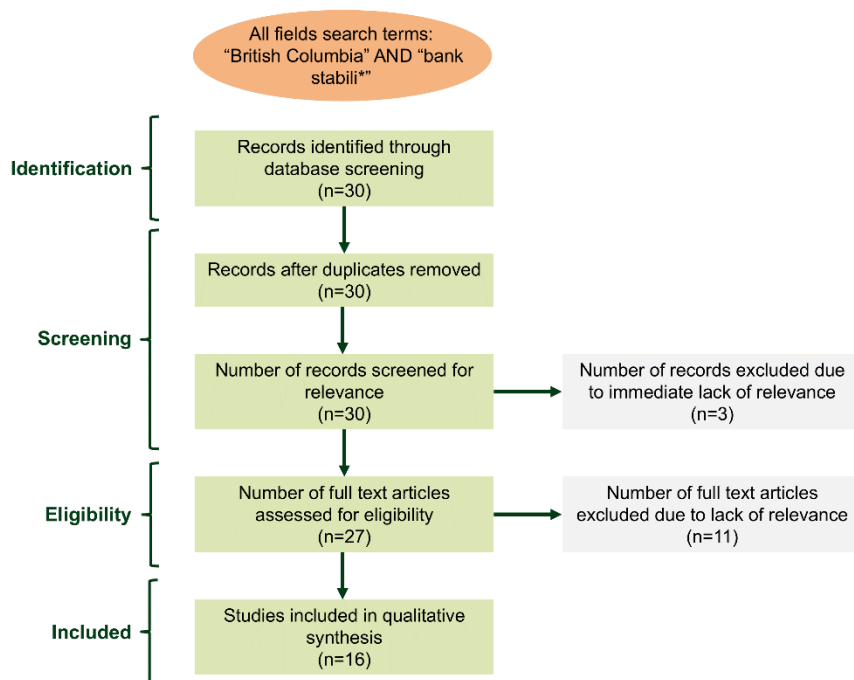 All fields search terms:
“British Columbia” AND “bank
stabili*”
Identification
Records identified through
database screening
(n=30)
Records after duplicates removed
(n=30)
Screening
Number of records screened for
relevance
(n=30)
Number of records excluded due
to immediate lack of relevance
(n=3)
Eligibility
Number of full text articles
assessed for eligibility
(n=27)
Number of full text articles
excluded due to lack of relevance
(n=11)
Included
Studies included in qualitative
synthesis
(n=16)